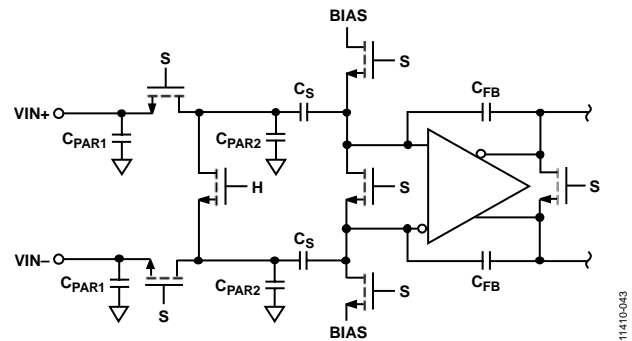 BIAS
S
S
VIN+
CS
CFB
CPAR1
CPAR2
H
S
S
VIN–
CS
CPAR1
CPAR2
CFB
S
S
BIAS
11410-043